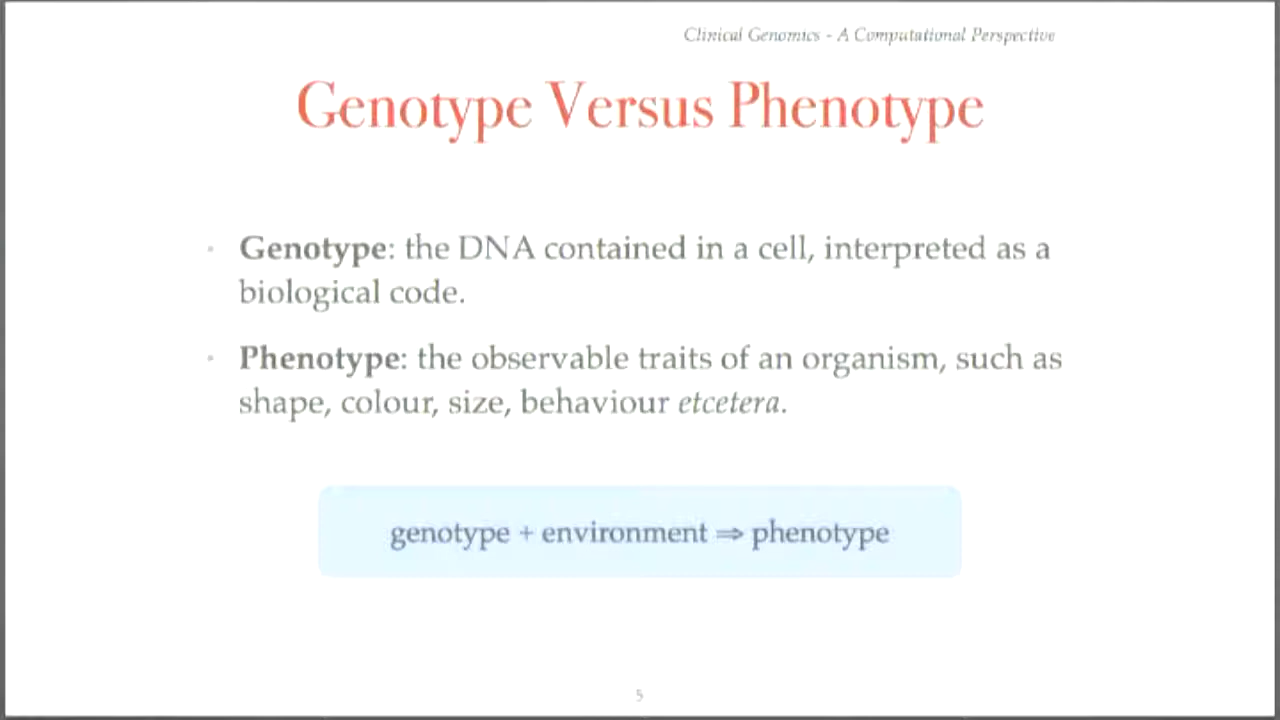 Clinical Genomics - A Computational Perspective
Genotype Versus Phenotype
• Genotype: the DNA contained in a cell, interpreted as a
biological code.
• Phenotype: the observable traits of an organism, such as
shape, colour, size, behaviour etcetera.
genotype + environment ⇒ phenotype
5